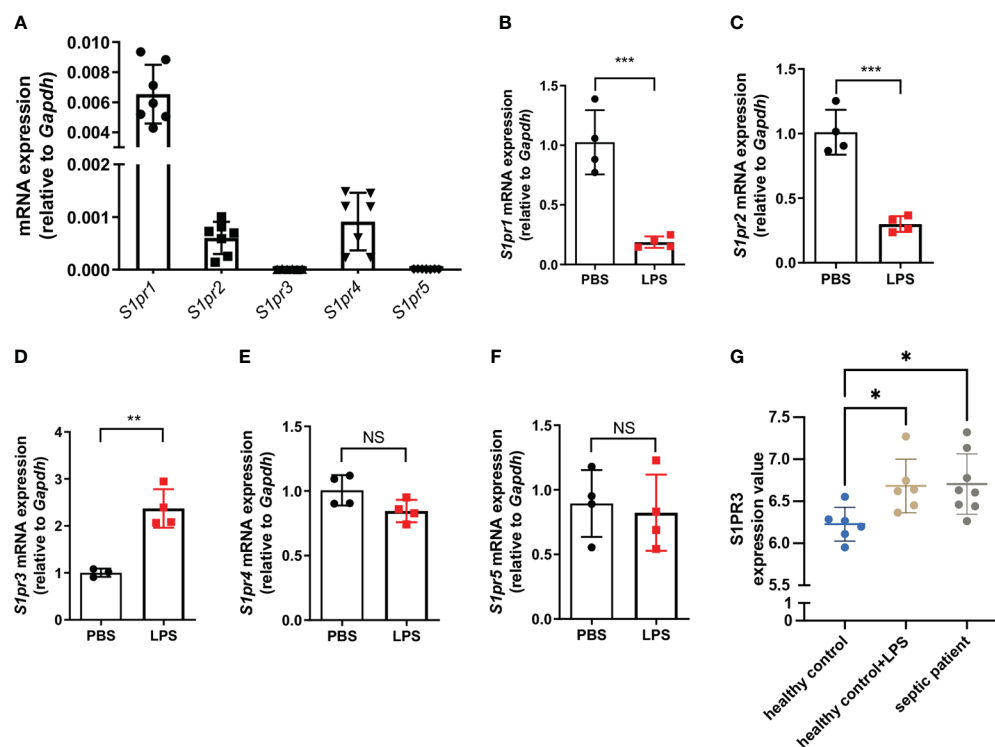 A
mRNA expression
(relative to Gapdh)
0.010
0.008
0.006
0.004
0.002
0.001
0.000
S1pr1
S1pr2
S1pr3
S1pr4
S1pr5
B
S1pr1 mRNA expression
(relative to Gapdh)
1.5
1.0
0.5
0.0
***
PBS
LPS
C
S1pr2 mRNA expression
(relative to Gapdh)
1.5
1.0
0.5
0.0
***
PBS
LPS
D
S1pr3 mRNA expression
(relative to Gapdh)
4
3
2
1
0
**
PBS
LPS
E
S1pr4 mRNA expression
(relative to Gapdh)
1.5
1.0
0.5
0.0
NS
PBS
LPS
F
S1pr5 mRNA expression
(relative to Gapdh)
1.5
1.0
0.5
0.0
NS
PBS
LPS
G
S1PR3
expression value
7.5
7.0
6.5
6.0
5.5
1
0
*
*
healthy control
healthy control+LPS
septic patient